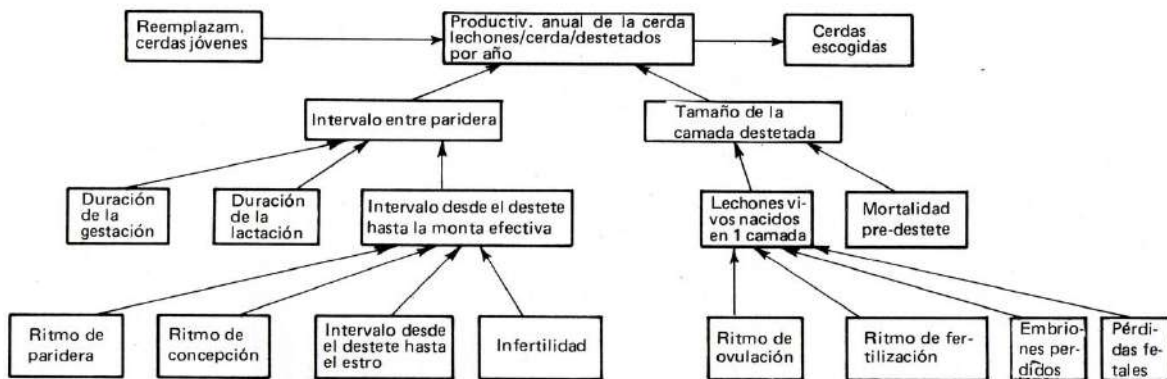 Reemplazam.
cerdas jóvenes
Productiv. anual de la cerda
lechones/cerda/destetados
por año
Cerdas
escogidas
Intervalo entre paridera
Tamaño de la
camada destetada
Duración
de la
gestación
Duración
de la
lactación
Intervalo desde el destete
hasta la monta efectiva
Lechones vi-
vos nacidos
en 1 camada
Mortalidad
pre-destete
Ritmo de
paridera
Ritmo de
concepción
Intervalo desde
el destete hasta
el estro
Infertilidad
Ritmo de
ovulación
Ritmo de fer-
tilización
Embrio-
nes per-
didos
Pérdi-
das fe-
tales